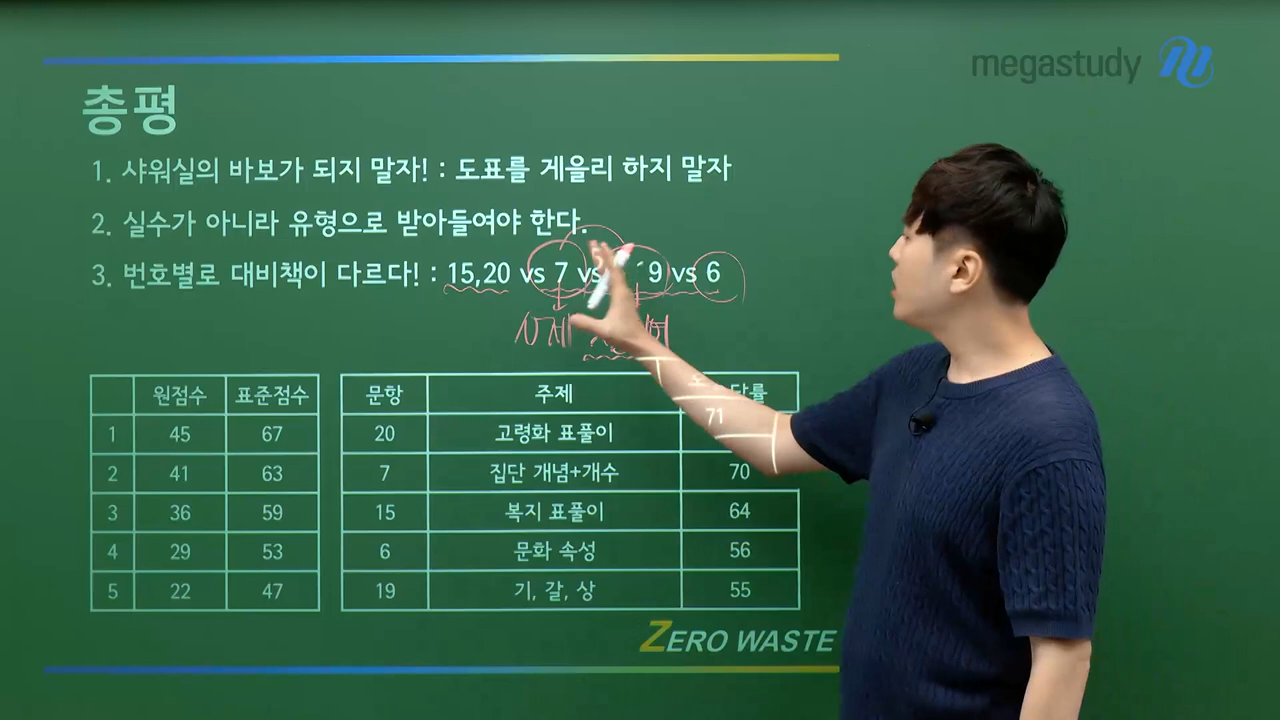 megastudy
총평
1. 샤워실의 바보가 되지 말자! : 도표를 게을리 하지 말자
2. 실수가 아니라 유형으로 받아들여야 한다.
3. 번호별로 대비책이 다르다! : 15,20 vs 7 vs 9 vs 6
원점수 표준점수
1 45 67
2 41 63
3 36 59
4 29 53
5 22 47
문항 주제
20 고령화 표풀이 71
7 집단 개념+개수 70
15 복지 표풀이 64
6 문화 속성 56
19 기, 갈, 상 55
ZERO WASTE